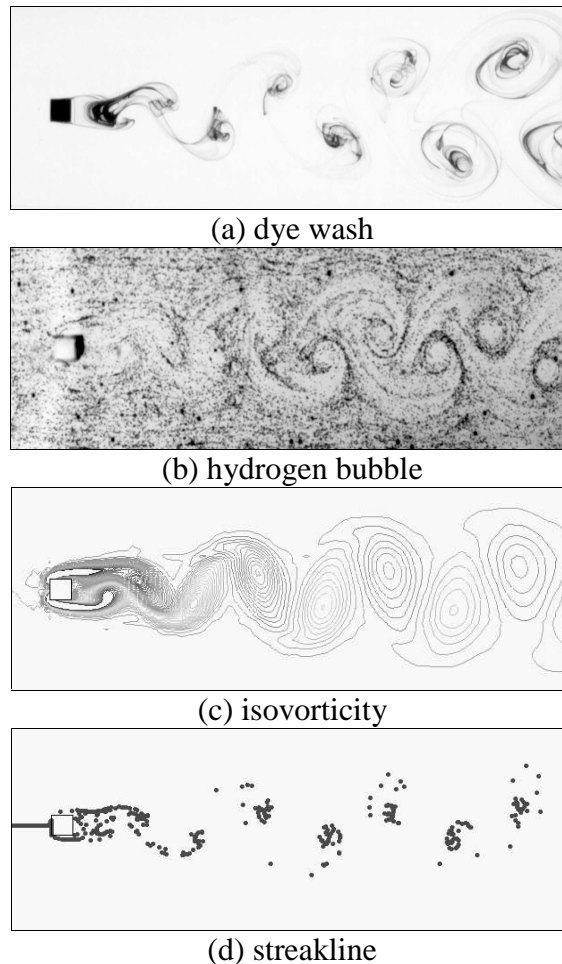 (a) dye wash
(b) hydrogen bubble
(c) isovorticity
(d) streakline